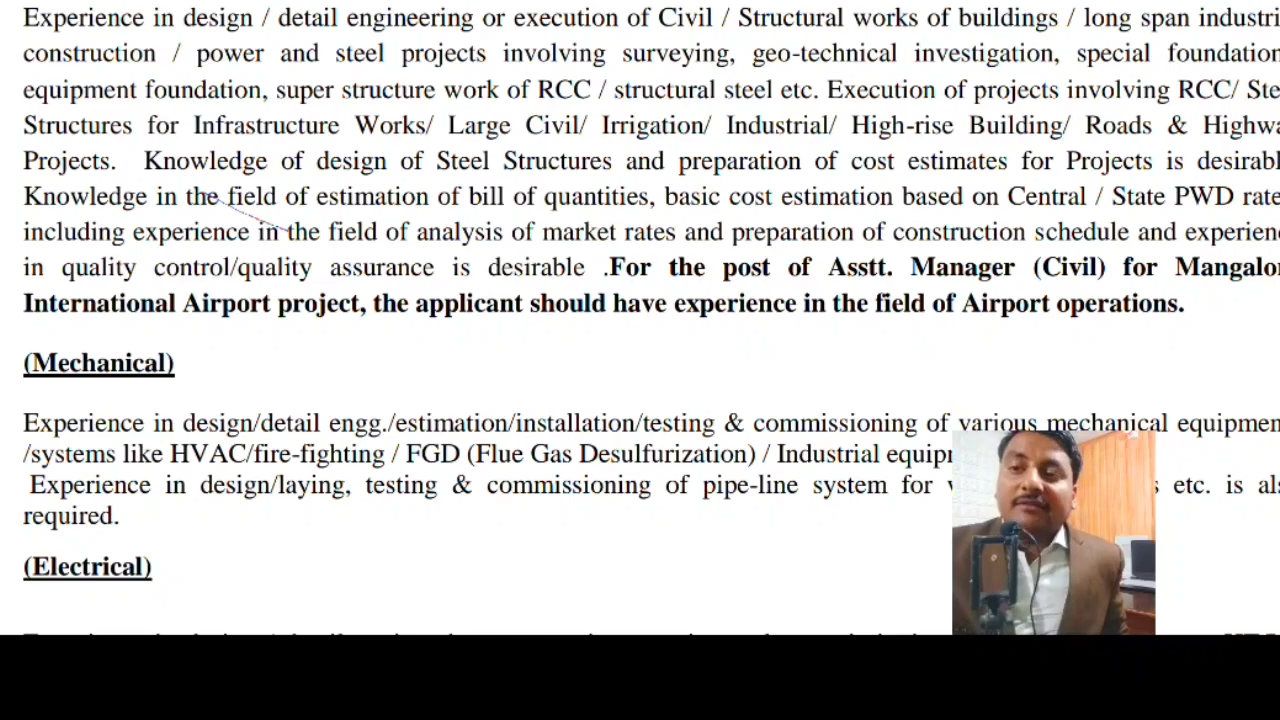 Experience in design / detail engineering or execution of Civil / Structural works of buildings / long span industri
construction / power and steel projects involving surveying, geo-technical investigation, special foundation
equipment foundation, super structure work of RCC / structural steel etc. Execution of projects involving RCC/ Ste
Structures for Infrastructure Works/ Large Civil/ Irrigation/ Industrial/ High-rise Building/ Roads & Highwa
Projects. Knowledge of design of Steel Structures and preparation of cost estimates for Projects is desirabl
Knowledge in the field of estimation of bill of quantities, basic cost estimation based on Central / State PWD rate
including experience in the field of analysis of market rates and preparation of construction schedule and experienc
in quality control/quality assurance is desirable .For the post of Asstt. Manager (Civil) for Mangalor
International Airport project, the applicant should have experience in the field of Airport operations.
(Mechanical)
Experience in design/detail engg./estimation/installation/testing & commissioning of various mechanical equipmen
/systems like HVAC/fire-fighting / FGD (Flue Gas Desulfurization) / Industrial equip
Experience in design/laying, testing & commissioning of pipe-line system for etc. is als
required.
(Electrical)